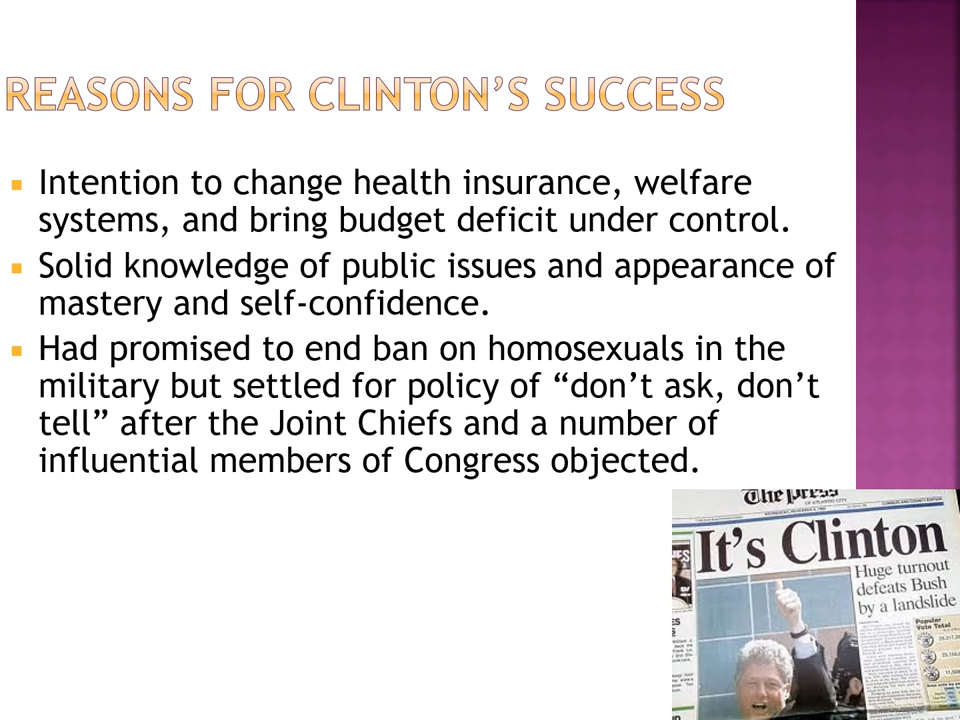 REASONS FOR CLINTON'S SUCCESS
Intention to change health insurance, welfare
systems, and bring budget deficit under control.
Solid knowledge of public issues and appearance of
mastery and self-confidence.
Had promised to end ban on homosexuals in the
military but settled for policy of “don’t ask, don’t
tell” after the Joint Chiefs and a number of
influential members of Congress objected.
The Press
OF ATLANTIC CITY
It's Clinton
Huge turnout
defeats Bush
by a landslide
Popular
Vote Total